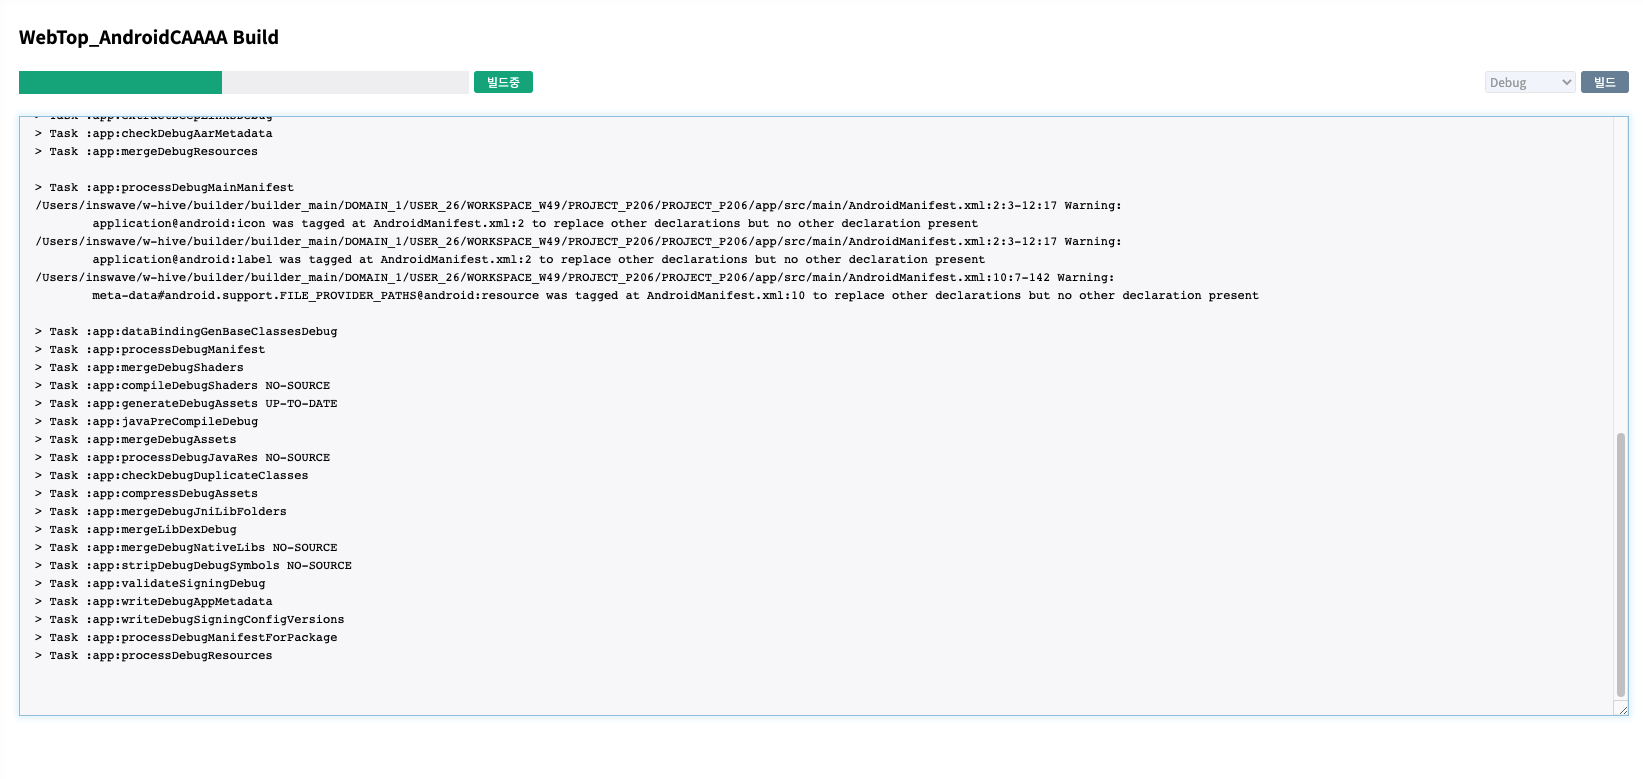 WebTop_AndroidCAAAA Build
빌드중
Debug
빌드
> Task :app:extractDeepLinksDebug
> Task :app:checkDebugAarMetadata
> Task :app:mergeDebugResources
> Task :app:processDebugMainManifest
/Users/inswave/w-hive/builder/builder_main/DOMAIN_1/USER_26/WORKSPACE_W49/PROJECT_P206/PROJECT_P206/app/src/main/AndroidManifest.xml:2:3-12:17 Warning:
application@android:icon was tagged at AndroidManifest.xml:2 to replace other declarations but no other declaration present
/Users/inswave/w-hive/builder/builder_main/DOMAIN_1/USER_26/WORKSPACE_W49/PROJECT_P206/PROJECT_P206/app/src/main/AndroidManifest.xml:2:3-12:17 Warning:
application@android:label was tagged at AndroidManifest.xml:2 to replace other declarations but no other declaration present
/Users/inswave/w-hive/builder/builder_main/DOMAIN_1/USER_26/WORKSPACE_W49/PROJECT_P206/PROJECT_P206/app/src/main/AndroidManifest.xml:10:7-142 Warning:
meta-data#android.support.FILE_PROVIDER_PATHS@android:resource was tagged at AndroidManifest.xml:10 to replace other declarations but no other declaration present
> Task :app:dataBindingGenBaseClassesDebug
> Task :app:processDebugManifest
> Task :app:mergeDebugShaders
> Task :app:compileDebugShaders NO-SOURCE
> Task :app:generateDebugAssets UP-TO-DATE
> Task :app:javaPreCompileDebug
> Task :app:mergeDebugAssets
> Task :app:processDebugJavaRes NO-SOURCE
> Task :app:checkDebugDuplicateClasses
> Task :app:compressDebugAssets
> Task :app:mergeDebugJniLibFolders
> Task :app:mergeLibDexDebug
> Task :app:mergeDebugNativeLibs NO-SOURCE
> Task :app:stripDebugDebugSymbols NO-SOURCE
> Task :app:validateSigningDebug
> Task :app:writeDebugAppMetadata
> Task :app:writeDebugSigningConfigVersions
> Task :app:processDebugManifestForPackage
> Task :app:processDebugResources